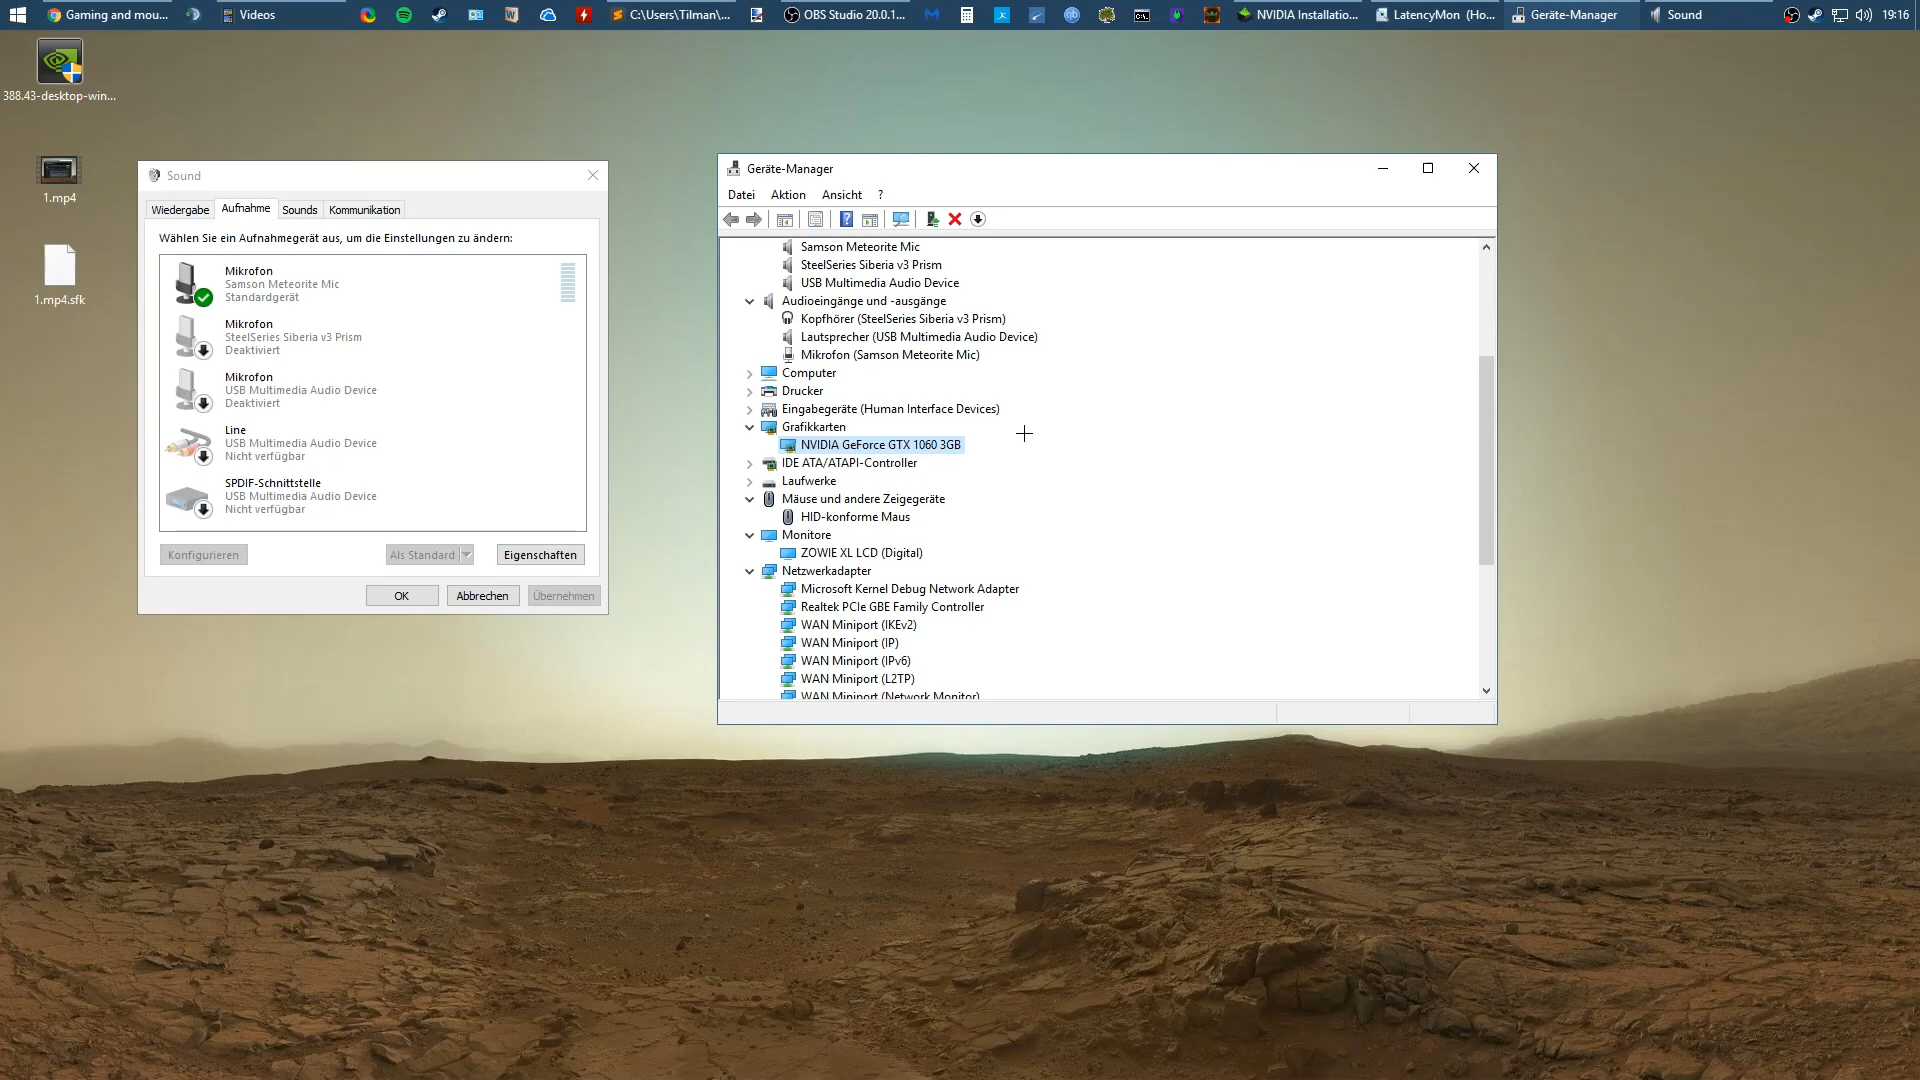 Gaming and mou...
Videos
C:\Users\Tilman\...
OBS Studio 20.0.1...
NVIDIA Installatio...
LatencyMon (Ho...
Geräte-Manager
Sound
19:16
388.43-desktop-win...
1.mp4
1.mp4.sfk
Sound
Wiedergabe
Aufnahme
Sounds
Kommunikation
Wählen Sie ein Aufnahmegerät aus, um die Einstellungen zu ändern:
Mikrofon
Samson Meteorite Mic
Standardgerät
Mikrofon
SteelSeries Siberia v3 Prism
Deaktiviert
Mikrofon
USB Multimedia Audio Device
Deaktiviert
Line
USB Multimedia Audio Device
Nicht verfügbar
SPDIF-Schnittstelle
USB Multimedia Audio Device
Nicht verfügbar
Konfigurieren
Als Standard
Eigenschaften
OK
Abbrechen
Übernehmen
Geräte-Manager
Datei
Aktion
Ansicht
?
Samson Meteorite Mic
SteelSeries Siberia v3 Prism
USB Multimedia Audio Device
Audioeingänge und -ausgänge
Kopfhörer (SteelSeries Siberia v3 Prism)
Lautsprecher (USB Multimedia Audio Device)
Mikrofon (Samson Meteorite Mic)
Computer
Drucker
Eingabegeräte (Human Interface Devices)
Grafikkarten
NVIDIA GeForce GTX 1060 3GB
IDE ATA/ATAPI-Controller
Laufwerke
Mäuse und andere Zeigegeräte
HID-konforme Maus
Monitore
ZOWIE XL LCD (Digital)
Netzwerkadapter
Microsoft Kernel Debug Network Adapter
Realtek PCIe GBE Family Controller
WAN Miniport (IKEv2)
WAN Miniport (IP)
WAN Miniport (IPv6)
WAN Miniport (L2TP)
WAN Miniport (Network Monitor)